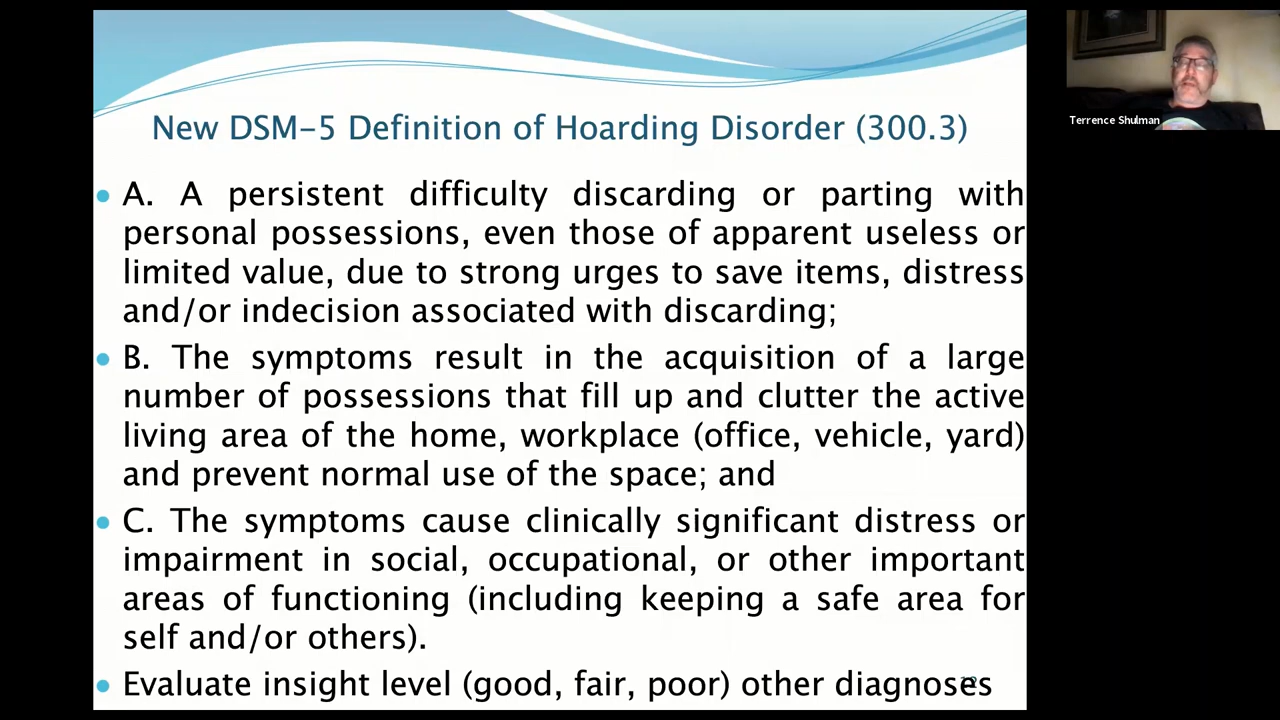 New DSM-5 Definition of Hoarding Disorder (300.3)
• A. A persistent difficulty discarding or parting with
personal possessions, even those of apparent useless or
limited value, due to strong urges to save items, distress
and/or indecision associated with discarding;
• B. The symptoms result in the acquisition of a large
number of possessions that fill up and clutter the active
living area of the home, workplace (office, vehicle, yard)
and prevent normal use of the space; and
• C. The symptoms cause clinically significant distress or
impairment in social, occupational, or other important
areas of functioning (including keeping a safe area for
self and/or others).
• Evaluate insight level (good, fair, poor) other diagnoses
12
Terrence Shulman